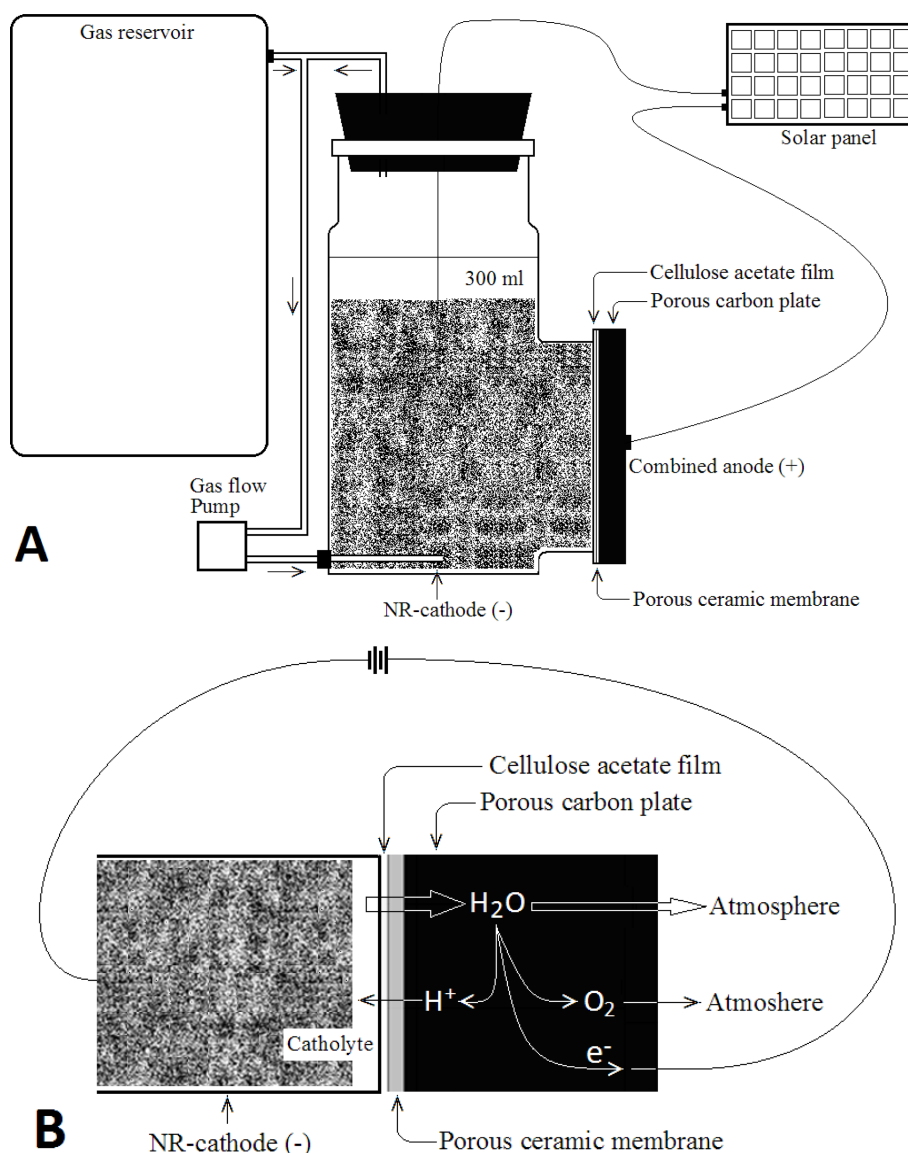 Gas reservoir
Solar panel
300 ml
Cellulose acetate film
Porous carbon plate
Combined anode (+)
Gas flow
Pump
A
NR-cathode (-)
Porous ceramic membrane
Cellulose acetate film
Porous carbon plate
H₂O
Atmosphere
H⁺
O₂
Atmoshere
Catholyte
e⁻
B
NR-cathode (-)
Porous ceramic membrane